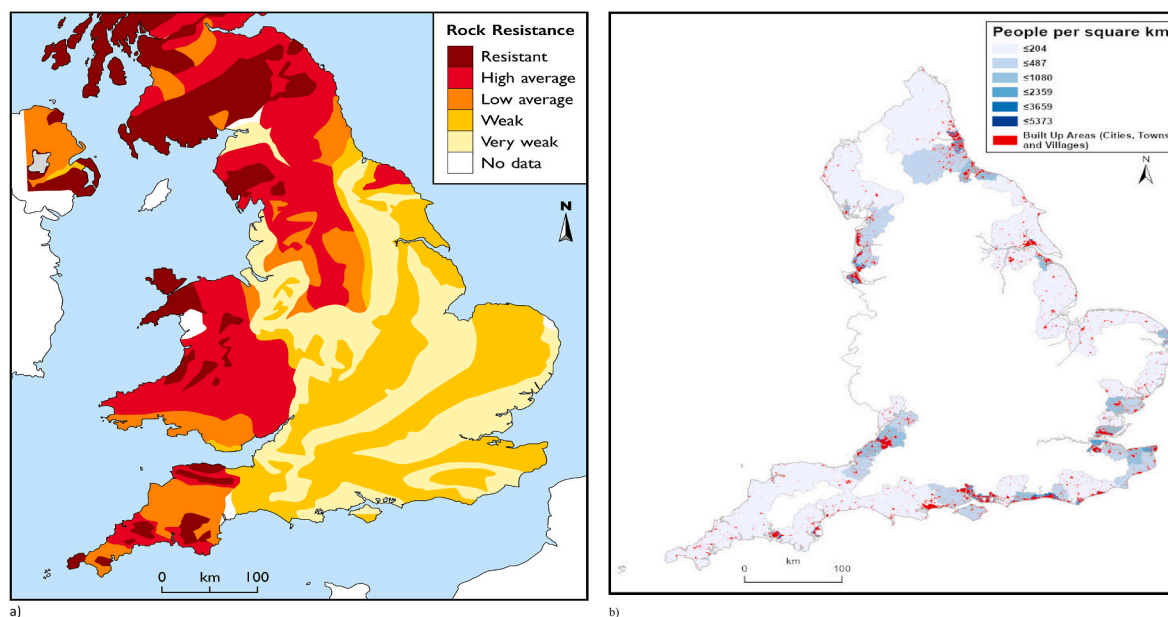 Rock Resistance
Resistant
High average
Low average
Weak
Very weak
No data
N
0 km 100
a)
People per square km
≤204
≤487
≤1080
≤2359
≤3659
≤5373
Built Up Areas (Cities, Towns
and Villages)
N
km
0 100
b)